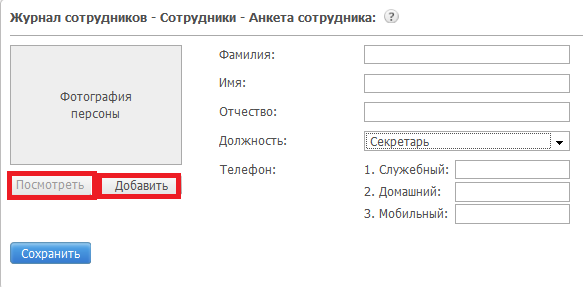 Журнал сотрудников - Сотрудники - Анкета сотрудника: ?
Фотография
персоны
Посмотреть Добавить
Фамилия:
Имя:
Отчество:
Должность: Секретарь
Телефон: 1. Служебный:
2. Домашний:
3. Мобильный:
Сохранить